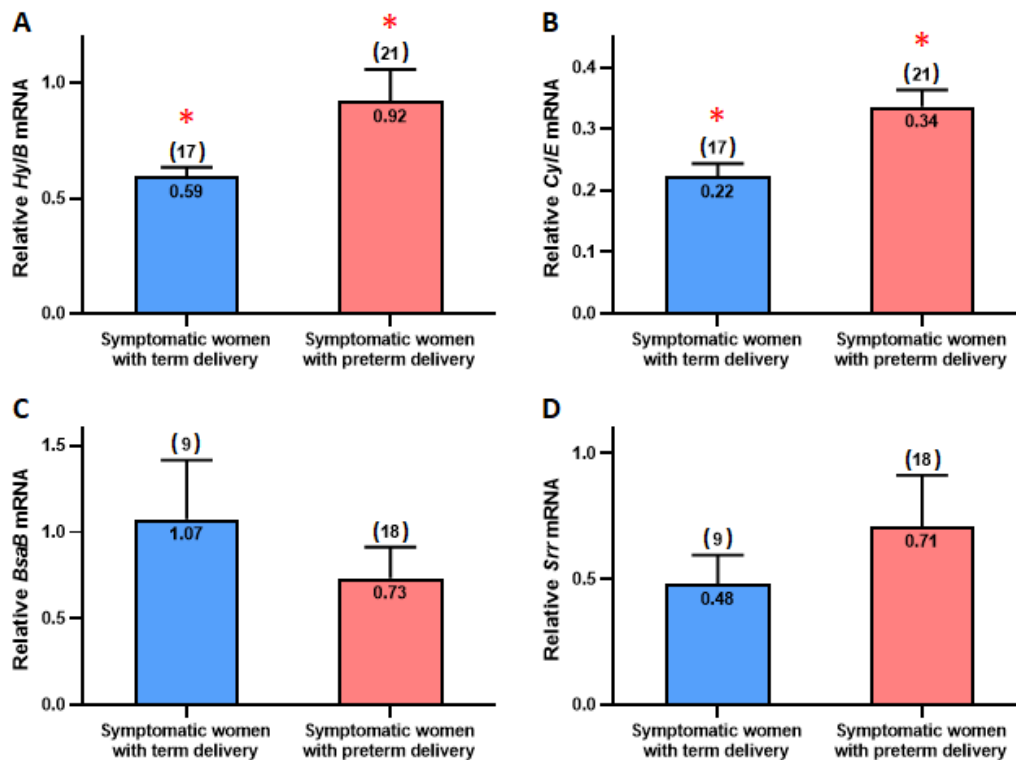 A
Relative HylB mRNA
1.0
0.5
0.0
*
(17)
0.59
*
(21)
0.92
Symptomatic women
with term delivery
Symptomatic women
with preterm delivery
B
Relative CylE mRNA
0.4
0.3
0.2
0.1
0.0
*
(17)
0.22
*
(21)
0.34
Symptomatic women
with term delivery
Symptomatic women
with preterm delivery
C
Relative BsaB mRNA
1.5
1.0
0.5
0.0
(9)
1.07
(18)
0.73
Symptomatic women
with term delivery
Symptomatic women
with preterm delivery
D
Relative Srr mRNA
1.0
0.5
0.0
(9)
0.48
(18)
0.71
Symptomatic women
with term delivery
Symptomatic women
with preterm delivery